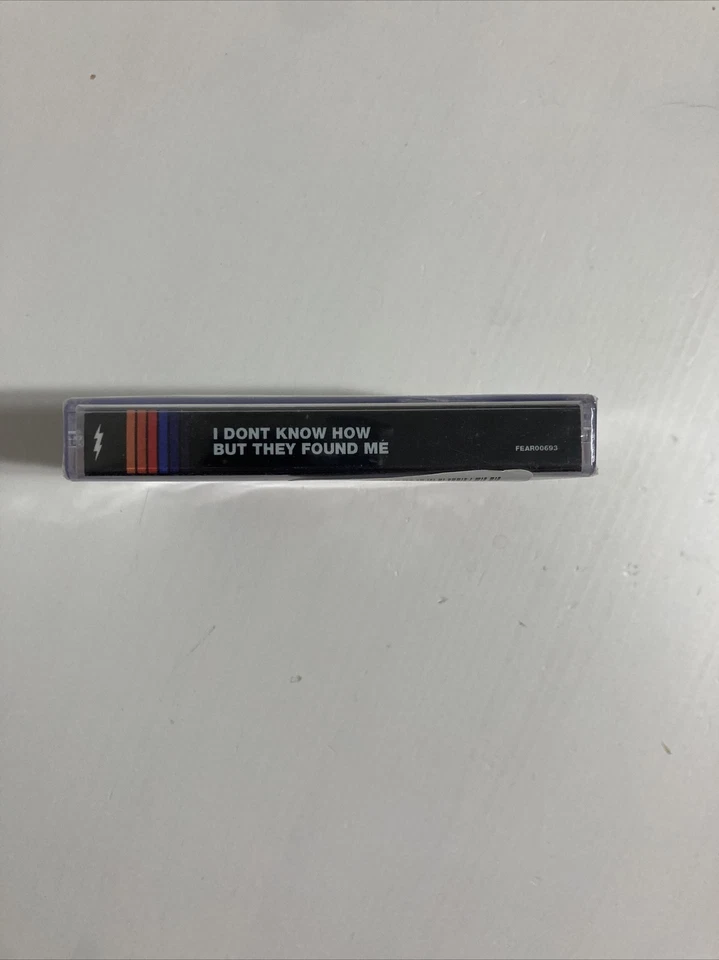 I DONT KNOW HOW
BUT THEY FOUND ME
FEAR00693